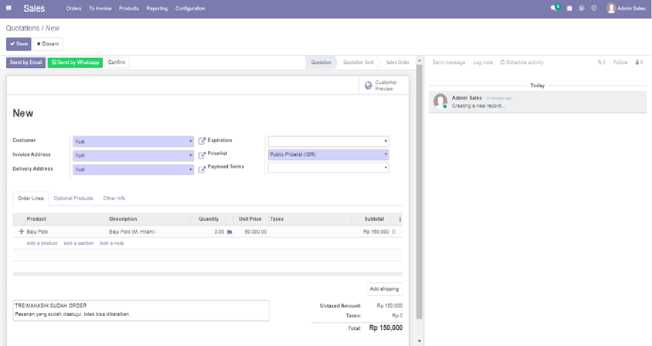 Sales Orders To Invoice Products Reporting Configuration Admin Sales
Quotations / New
Save Discard
Send by Email Send by Whatsapp Confirm Quotation Quotation Sent Sales Order Send message Log note Schedule activity Follow
Customer Preview
Today
Admin Sales
Creating a new record...
New
Customer Yudi Expiration
Invoice Address Yudi Pricelist Public Pricelist (IDR)
Delivery Address Yudi Payment Terms
Order Lines Optional Products Other Info
Product Description Quantity Unit Price Taxes Subtotal
Baju Polo Baju Polo (M, Hitam) 3.00 50,000.00 Rp 150,000
Add a product Add a section Add a note
Add shipping
SUDAH ORDER
Pesanan yang sudah tidak bisa dibatalkan
Untaxed Amount: Rp 150,000
Taxes: Rp 0
Total: Rp 150,000